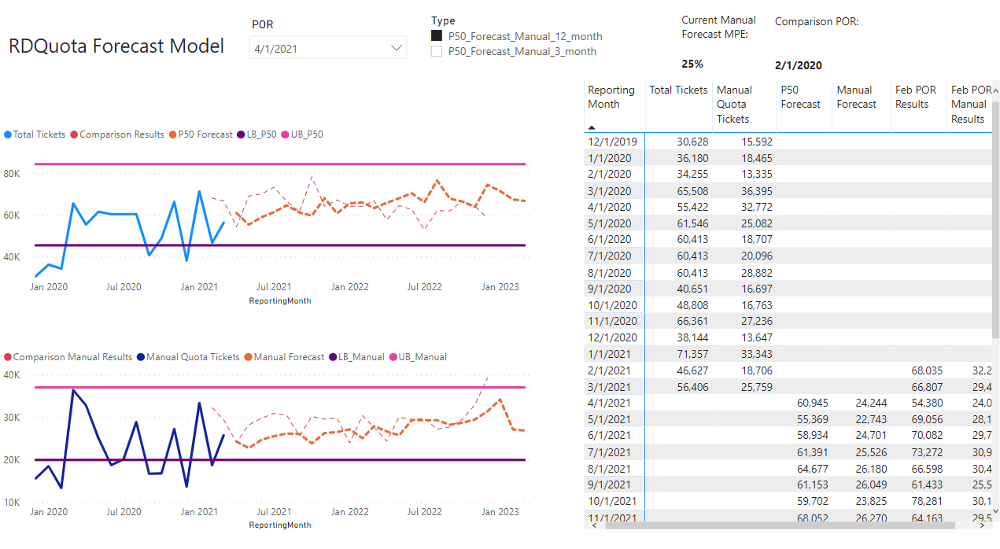 RDQuota Forecast Model
POR
4/1/2021
Type
P50_Forecast_Manual_12_month
P50_Forecast_Manual_3_month
Current Manual
Forecast MPE:
25%
Comparison POR:
2/1/2020
Total Tickets Comparison Results P50 Forecast LB_P50 UB_P50
80K
60K
40K
Jan 2020 Jul 2020 Jan 2021 Jul 2021 Jan 2022 Jul 2022 Jan 2023
ReportingMonth
Comparison Manual Results Manual Quota Tickets Manual Forecast LB_Manual UB_Manual
40K
30K
20K
10K
Jan 2020 Jul 2020 Jan 2021 Jul 2021 Jan 2022 Jul 2022 Jan 2023
ReportingMonth
Reporting Total Tickets Manual P50 Manual Feb POR Feb POR
Month Quota Forecast Forecast Results Manual
Tickets Results
12/1/2019 30,628 15,592
1/1/2020 36,180 18,465
2/1/2020 34,255 13,335
3/1/2020 65,508 36,395
4/1/2020 55,422 32,772
5/1/2020 61,546 25,082
6/1/2020 60,413 18,707
7/1/2020 60,413 20,096
8/1/2020 60,413 28,882
9/1/2020 40,651 16,697
10/1/2020 48,808 16,763
11/1/2020 66,361 27,236
12/1/2020 38,144 13,647
1/1/2021 71,357 33,343
2/1/2021 46,627 18,706 68,035 32,2
3/1/2021 56,406 25,759 66,807 29,4
4/1/2021 60,945 24,244 54,380 24,0
5/1/2021 55,369 22,743 69,056 28,1
6/1/2021 58,934 24,701 70,082 29,7
7/1/2021 61,391 25,526 73,272 30,9
8/1/2021 64,677 26,180 66,598 30,4
9/1/2021 61,153 26,049 61,433 25,5
10/1/2021 59,702 23,825 78,281 30,1
11/1/2021 68,052 26,270 64,163 29,5